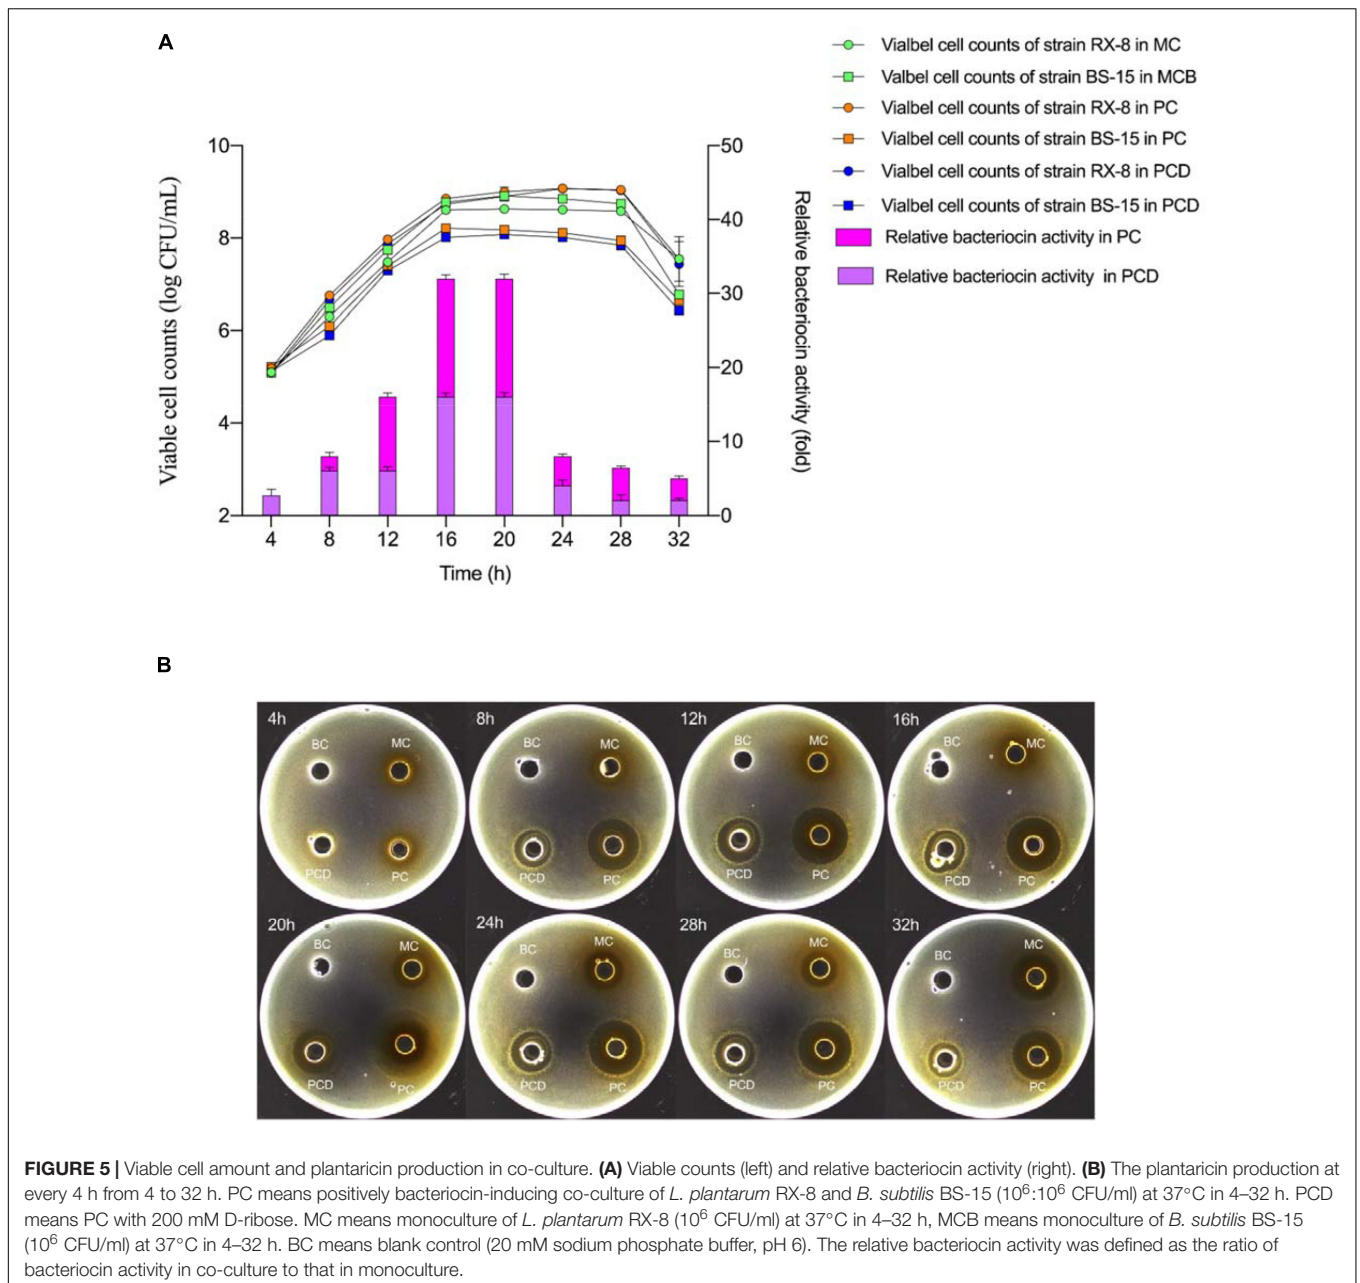 A
Vialbel cell counts of strain RX-8 in MC
Valbel cell counts of strain BS-15 in MCB
Vialbel cell counts of strain RX-8 in PC
Vialbel cell counts of strain BS-15 in PC
Vialbel cell counts of strain RX-8 in PCD
Vialbel cell counts of strain BS-15 in PCD
Relative bacteriocin activity in PC
Relative bacteriocin activity in PCD
Viable cell counts (log CFU/mL)
10
8
6
4
2
50
40
30
20
10
0
Relative bacteriocin activity (fold)
4 8 12 16 20 24 28 32
Time (h)
B
4h
BC MC
PCD PC
8h
BC MC
PCD PC
12h
BC MC
PCD PC
16h
BC MC
PCD PC
20h
BC MC
PCD PC
24h
BC MC
PCD PC
28h
BC MC
PCD PC
32h
BC MC
PCD PC
FIGURE 5 | Viable cell amount and plantaricin production in co-culture. (A) Viable counts (left) and relative bacteriocin activity (right). (B) The plantaricin production at
every 4 h from 4 to 32 h. PC means positively bacteriocin-inducing co-culture of L. plantarum RX-8 and B. subtilis BS-15 (10⁶:10⁶ CFU/ml) at 37°C in 4–32 h. PCD
means PC with 200 mM D-ribose. MC means monoculture of L. plantarum RX-8 (10⁶ CFU/ml) at 37°C in 4–32 h, MCB means monoculture of B. subtilis BS-15
(10⁶ CFU/ml) at 37°C in 4–32 h. BC means blank control (20 mM sodium phosphate buffer, pH 6). The relative bacteriocin activity was defined as the ratio of
bacteriocin activity in co-culture to that in monoculture.